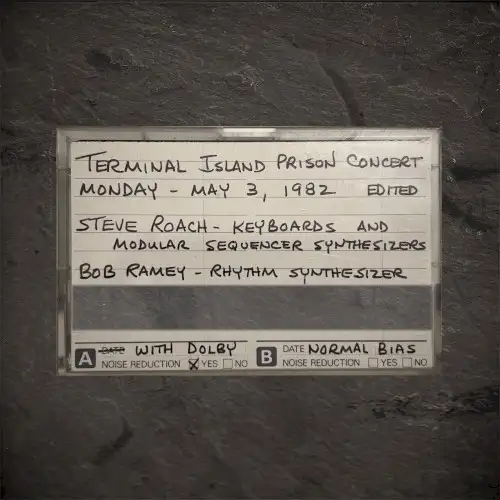 TERMINAL ISLAND PRISON CONCERT
MONDAY - MAY 3, 1982 EDITED
STEVE ROACH - KEYBOARDS AND
MODULAR SEQUENCER SYNTHESIZERS
BOB RAMEY - RHYTHM SYNTHESIZER
A DATE WITH DOLBY B DATE NORMAL BIAS
NOISE REDUCTION YES NO NOISE REDUCTION YES NO